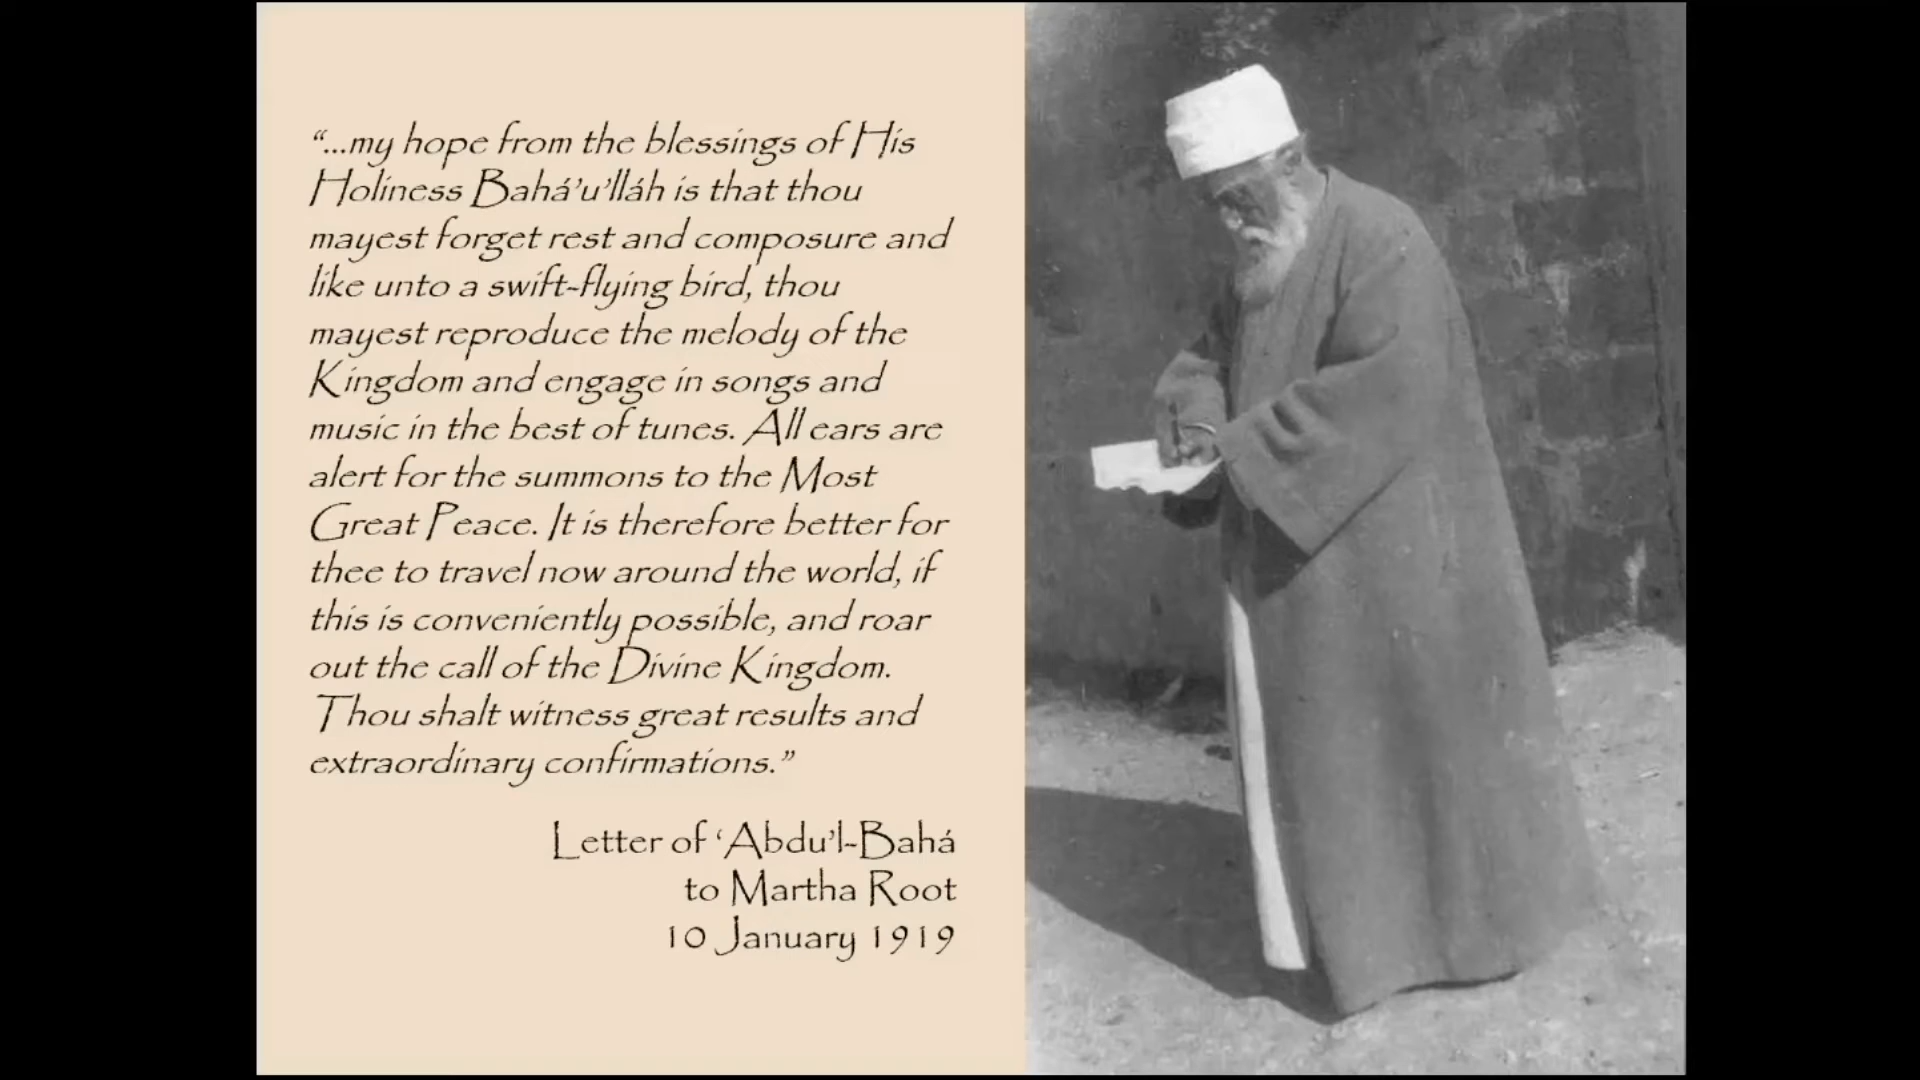 “...my hope from the blessings of His
Holiness Bahá’u’lláh is that thou
mayest forget rest and composure and
like unto a swift-flying bird, thou
mayest reproduce the melody of the
Kingdom and engage in songs and
music in the best of tunes. All ears are
alert for the summons to the Most
Great Peace. It is therefore better for
thee to travel now around the world, if
this is conveniently possible, and roar
out the call of the Divine Kingdom.
Thou shalt witness great results and
extraordinary confirmations.”
Letter of ‘Abdu’l-Bahá
to Martha Root
10 January 1919